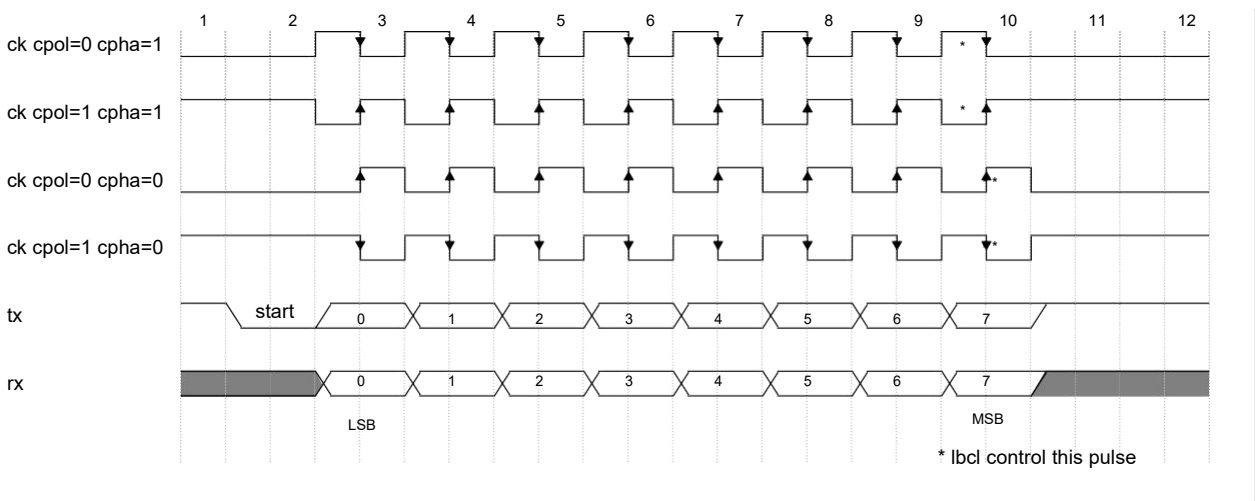 1 2 3 4 5 6 7 8 9 10 11 12
ck cpol=0 cpha=1 *
ck cpol=1 cpha=1 *
ck cpol=0 cpha=0 *
ck cpol=1 cpha=0 *
tx start 0 1 2 3 4 5 6 7
rx 0 1 2 3 4 5 6 7
LSB MSB
* lbcl control this pulse